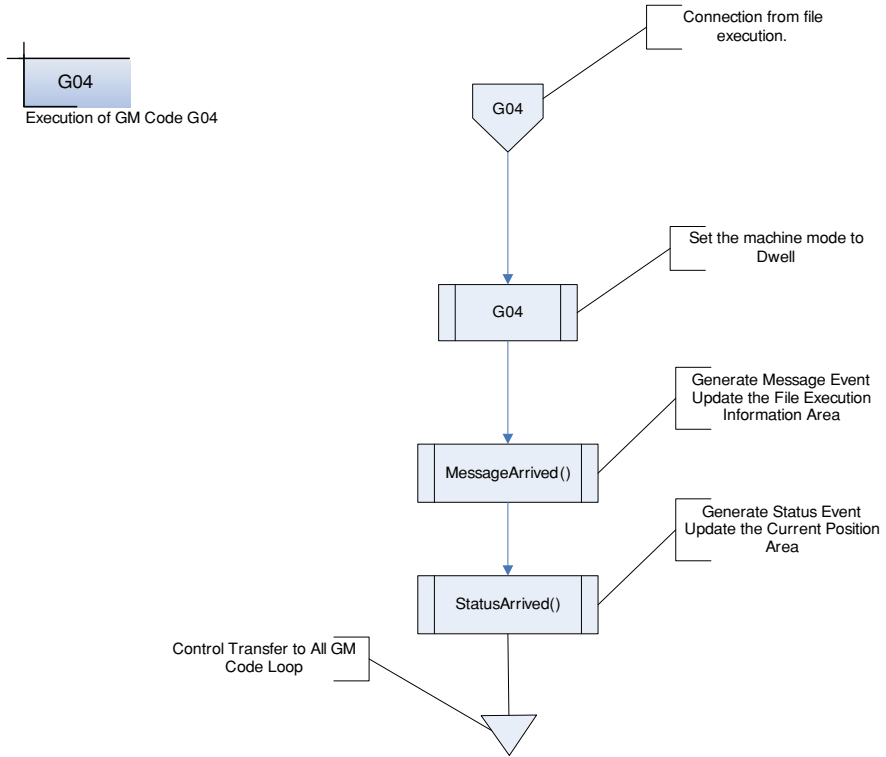 Connection from file
execution.
G04
Execution of GM Code G04
G04
Set the machine mode to
Dwell
G04
Generate Message Event
Update the File Execution
Information Area
MessageArrived()
Generate Status Event
Update the Current Position
Area
StatusArrived()
Control Transfer to All GM
Code Loop